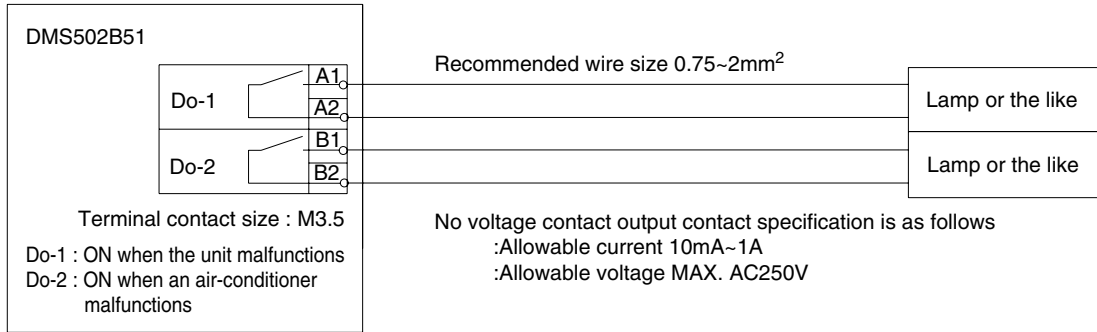 DMS502B51
Recommended wire size 0.75~2mm²
Do-1
A1
A2
Lamp or the like
Do-2
B1
B2
Lamp or the like
Terminal contact size : M3.5
Do-1 : ON when the unit malfunctions
Do-2 : ON when an air-conditioner
malfunctions
No voltage contact output contact specification is as follows
:Allowable current 10mA~1A
:Allowable voltage MAX. AC250V